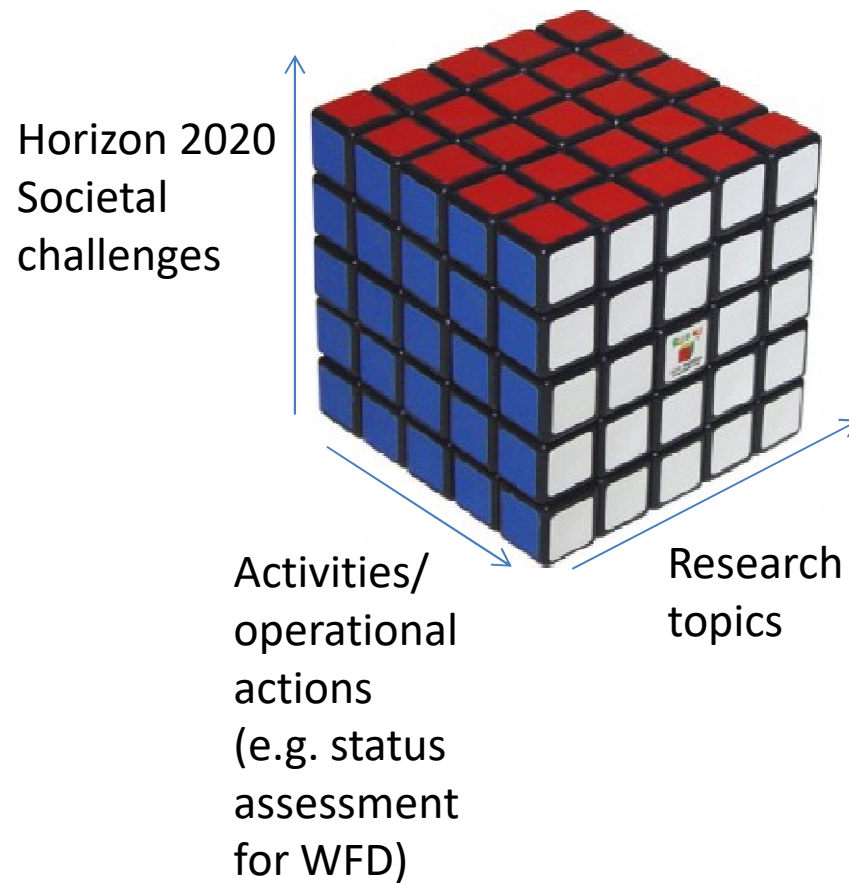 Horizon 2020
Societal
challenges
Activities/
operational
actions
(e.g. status
assessment
for WFD)
Research
topics